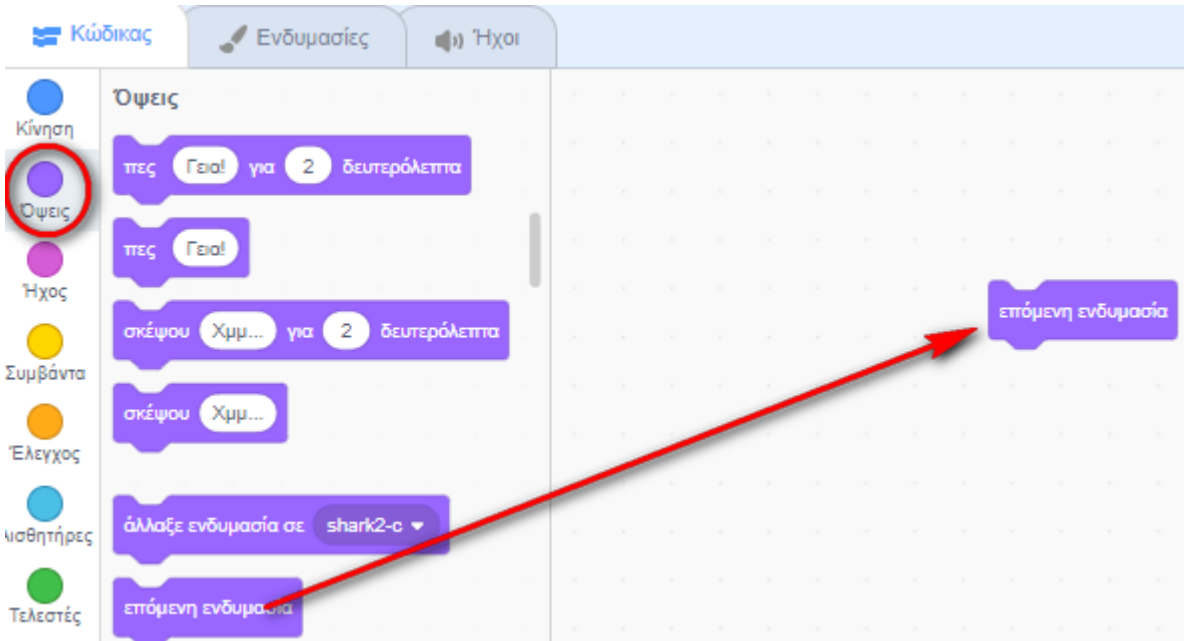 Κώδικας Ενδυμασίες Ήχοι
Όψεις
Κίνηση
Όψεις
Ήχος
Συμβάντα
Έλεγχος
ισθητήρες
Τελεστές
πες Γεια! για 2 δευτερόλεπτα
πες Γεια!
σκέψου Χμμ... για 2 δευτερόλεπτα
σκέψου Χμμ...
άλλαξε ενδυμασία σε shark2-c
επόμενη ενδυμασία
επόμενη ενδυμασία